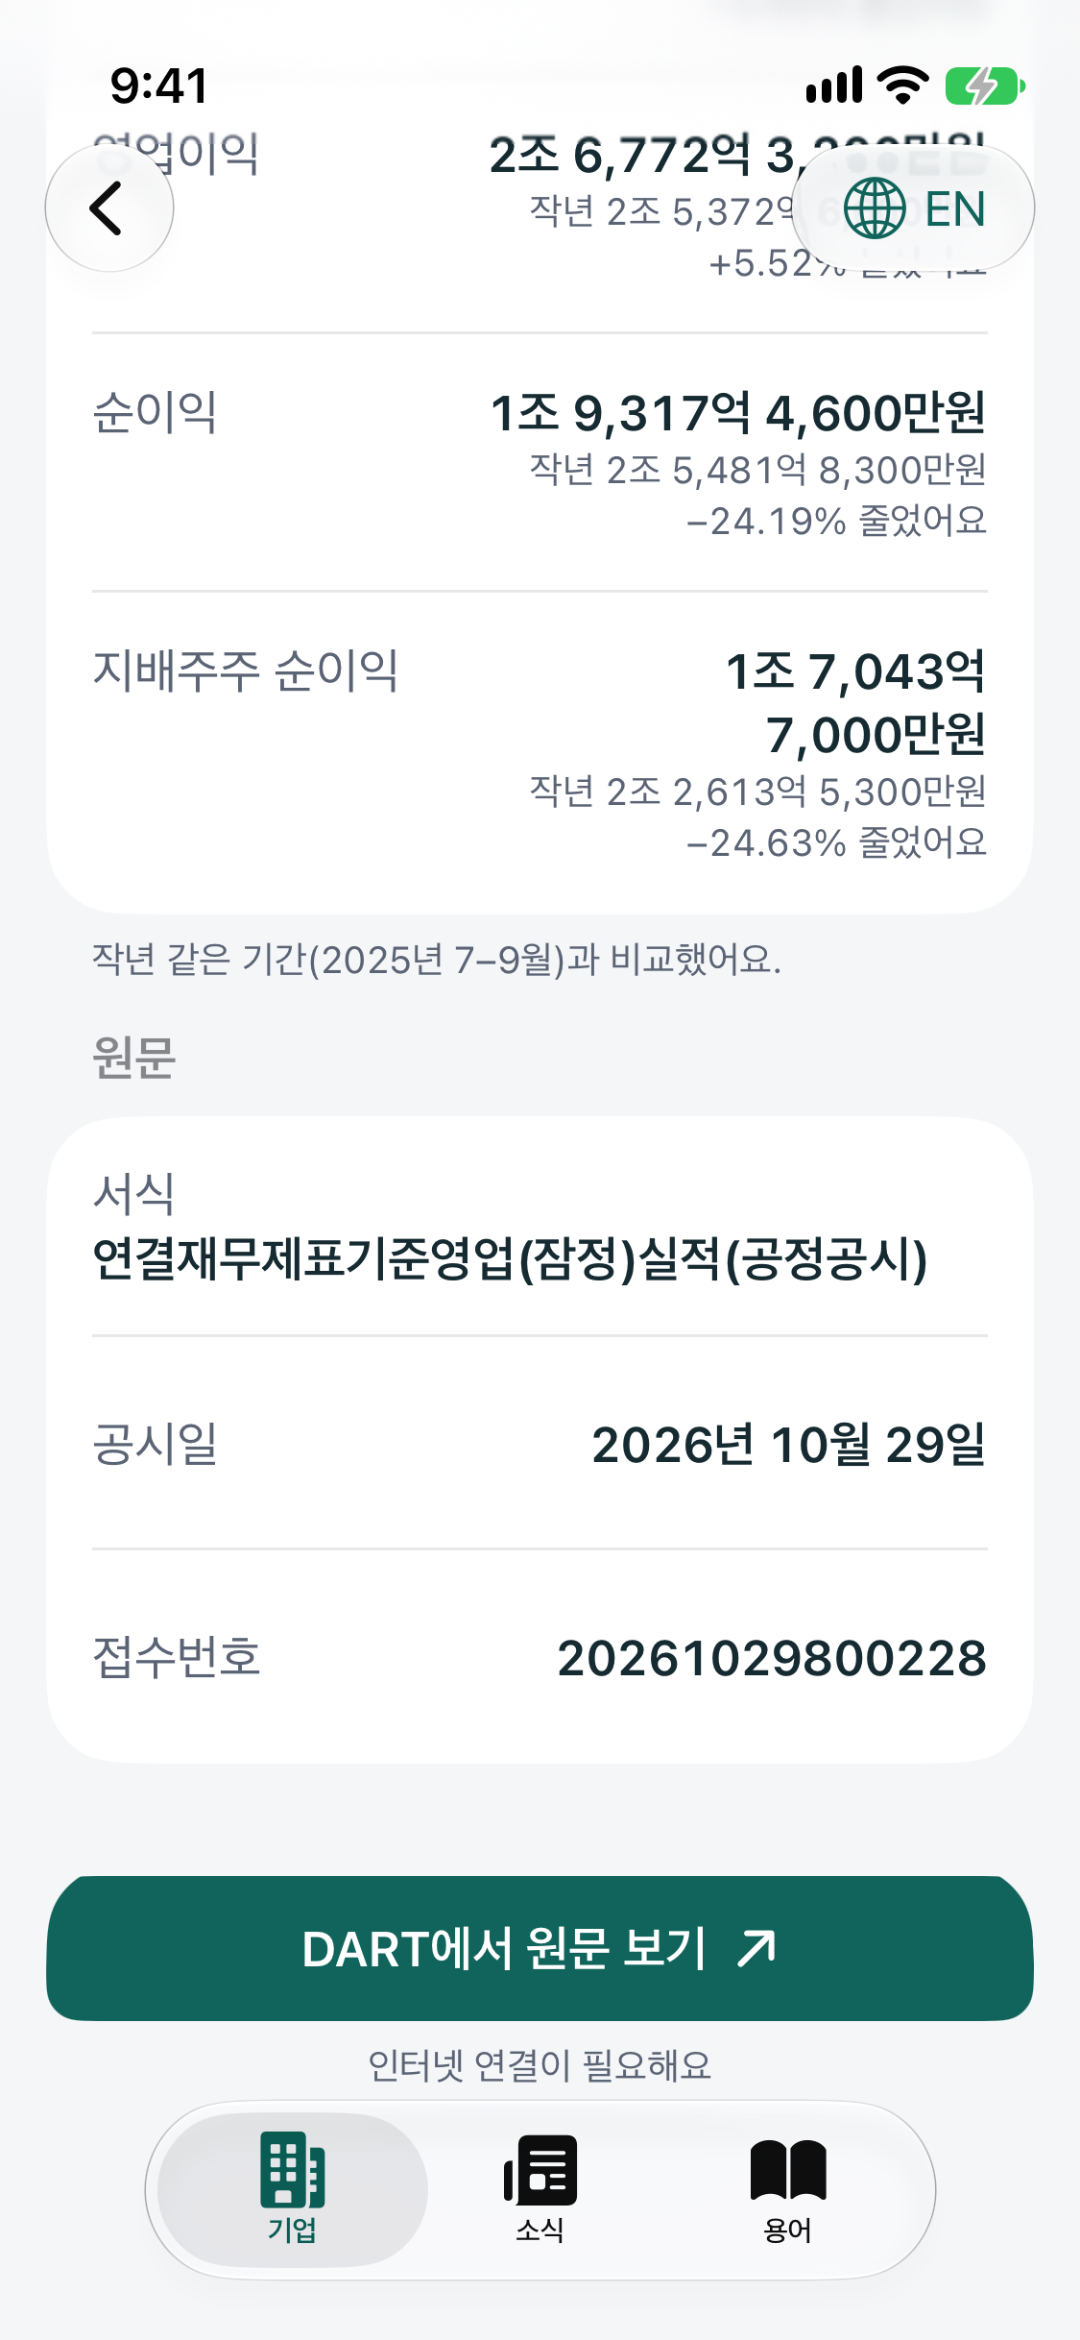 9:41
영업이익
2조 6,772억
작년 2조 5,372억
EN
+5.52%
순이익
1조 9,317억 4,600만원
작년 2조 5,481억 8,300만원
–24.19% 줄었어요
지배주주 순이익
1조 7,043억
7,000만원
작년 2조 2,613억 5,300만원
–24.63% 줄었어요
작년 같은 기간(2025년 7–9월)과 비교했어요.
원문
서식
연결재무제표기준영업(잠정)실적(공정공시)
공시일
2026년 10월 29일
접수번호
20261029800228
DART에서 원문 보기
인터넷 연결이 필요해요
기업
소식
용어